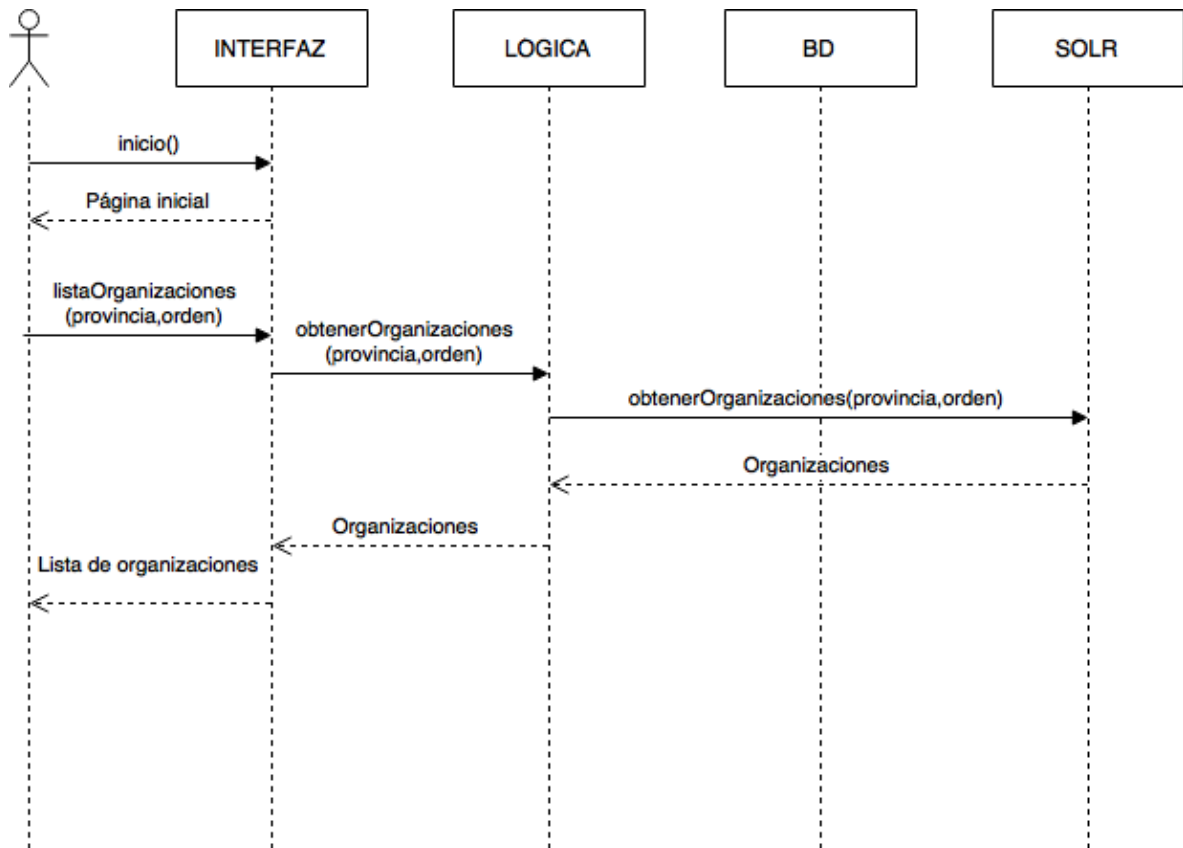 INTERFAZ
LOGICA
BD
SOLR
inicio()
Página inicial
listaOrganizaciones
(provincia,orden)
obtenerOrganizaciones
(provincia,orden)
obtenerOrganizaciones(provincia,orden)
Organizaciones
Organizaciones
Lista de organizaciones